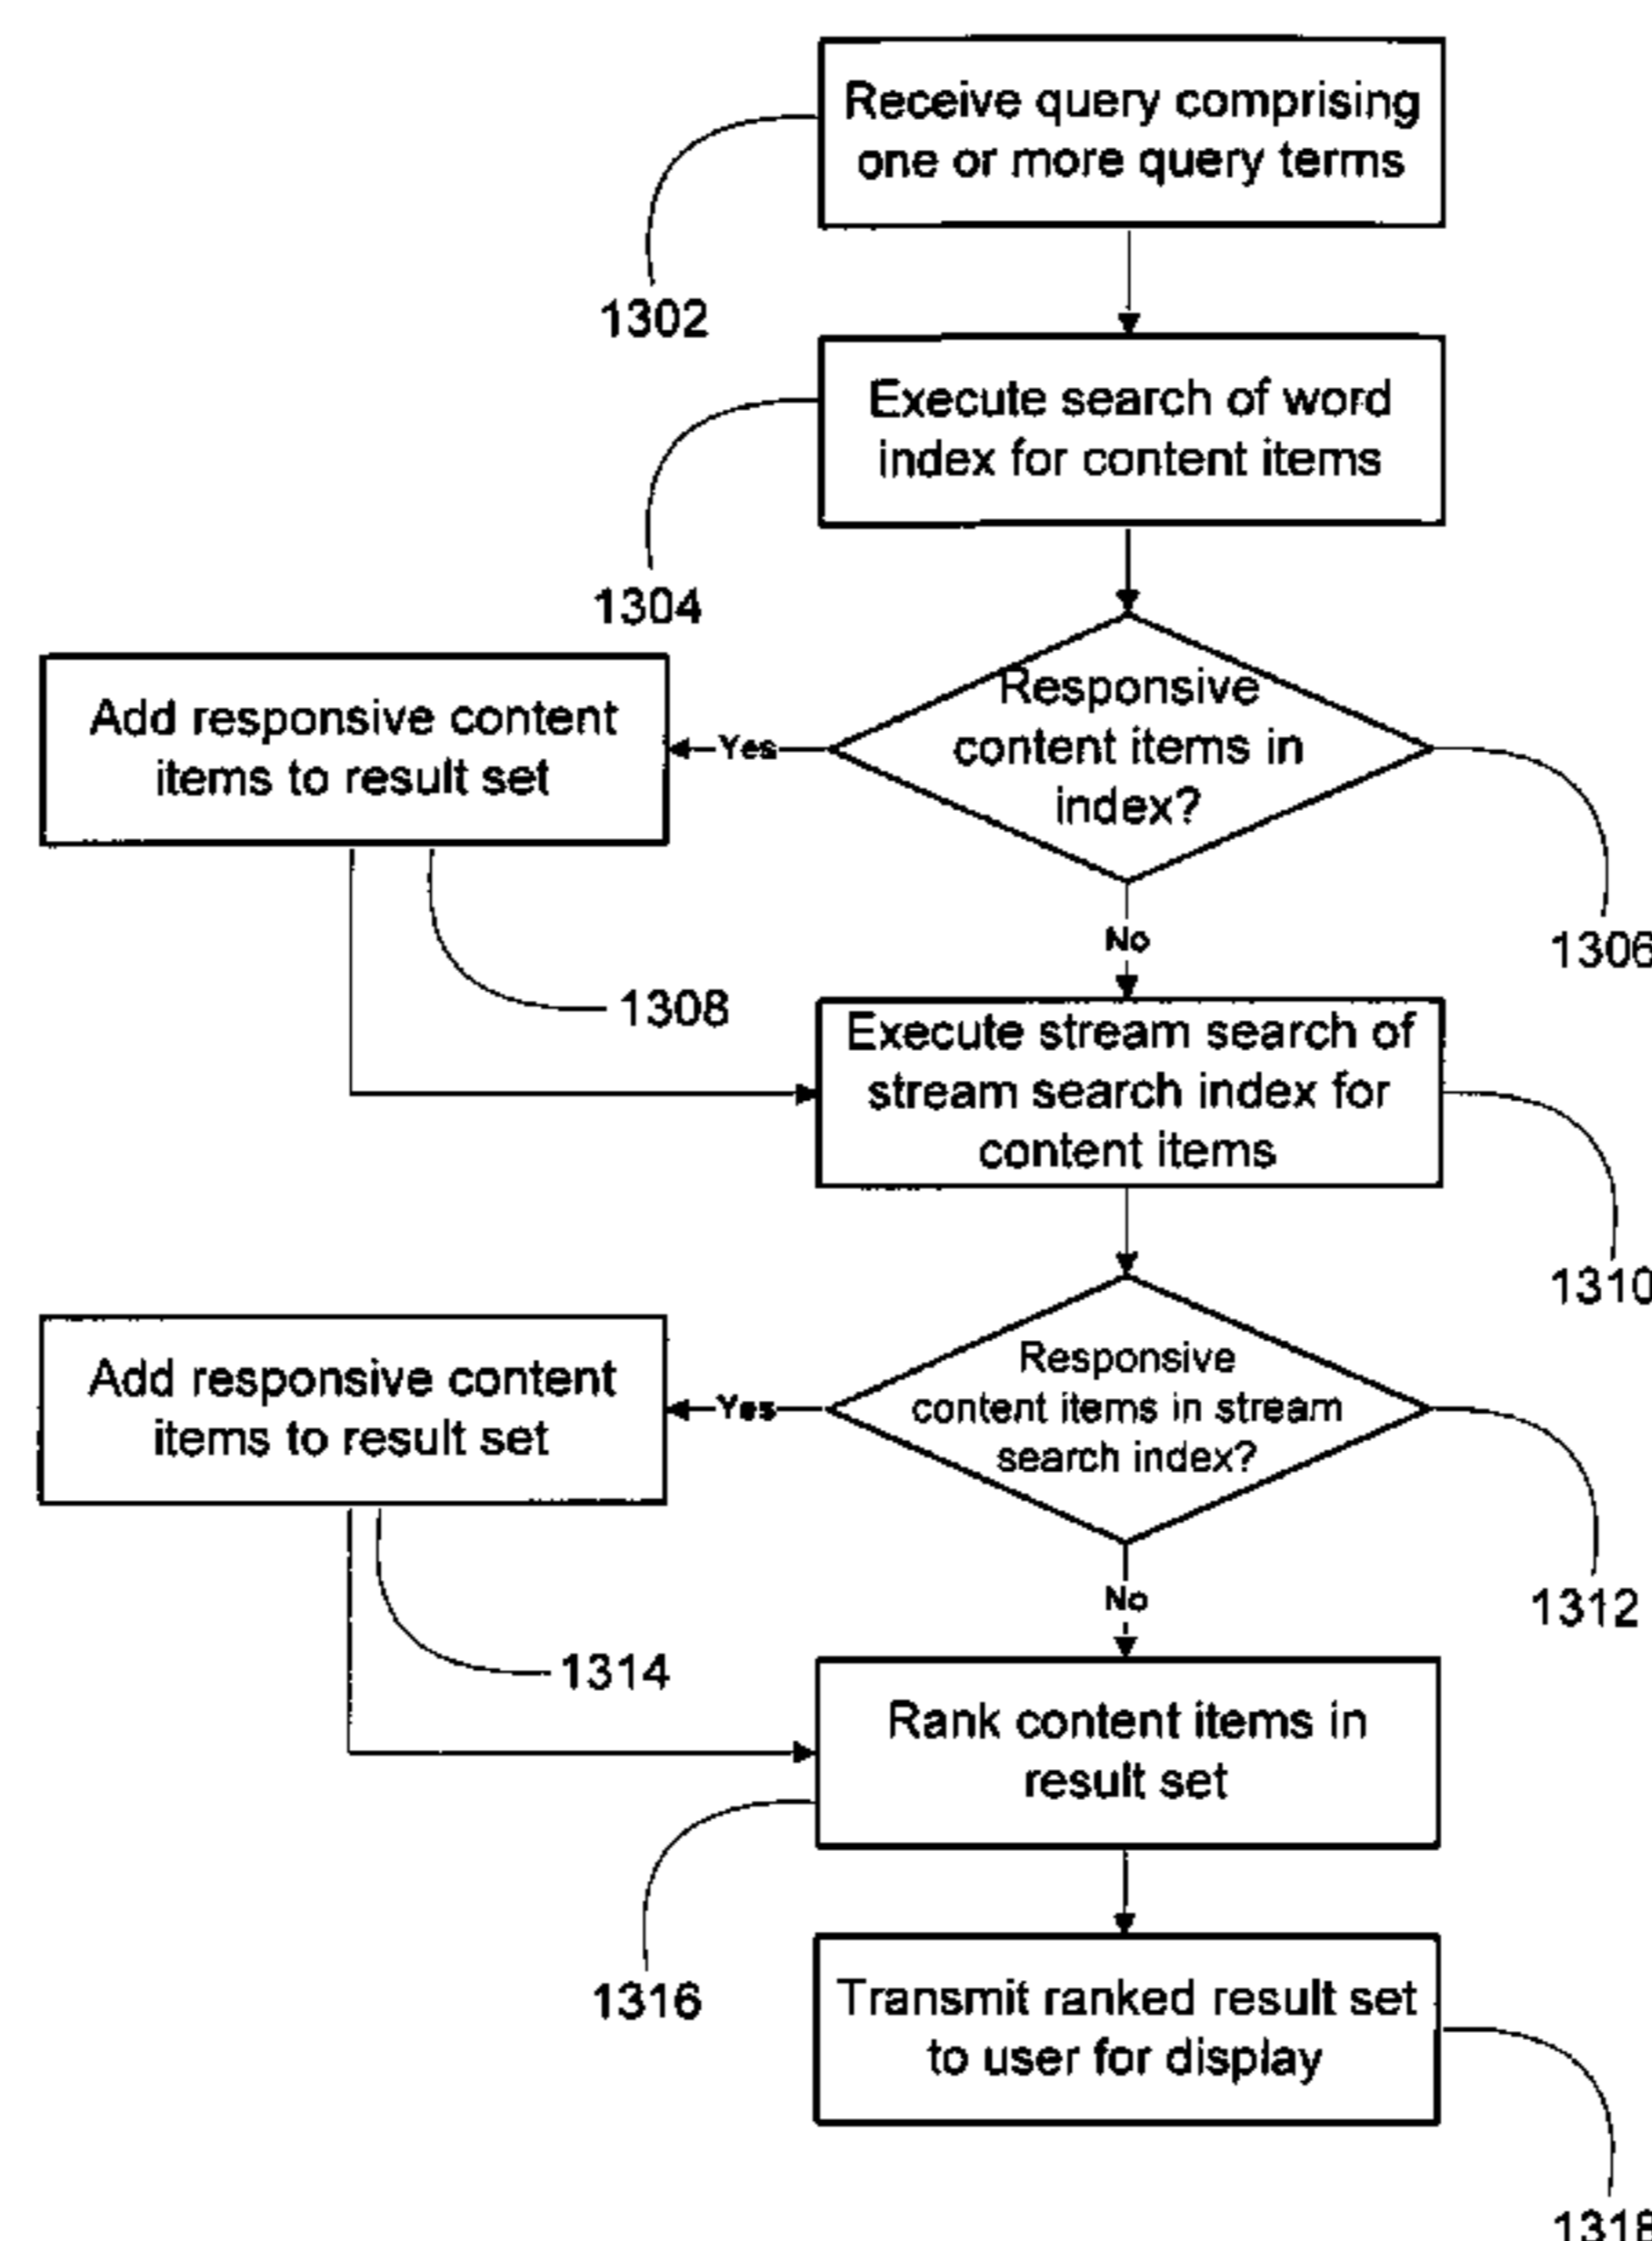 Receive query comprising
one or more query terms
1302
Execute search of word
index for content items
1304
Responsive
content items in
index?
Yes
Add responsive content
items to result set
No
1306
1308
Execute stream search of
stream search index for
content items
1310
Responsive
content items in stream
search index?
Yes
Add responsive content
items to result set
No
1312
1314
Rank content items in
result set
1316
Transmit ranked result set
to user for display
1318